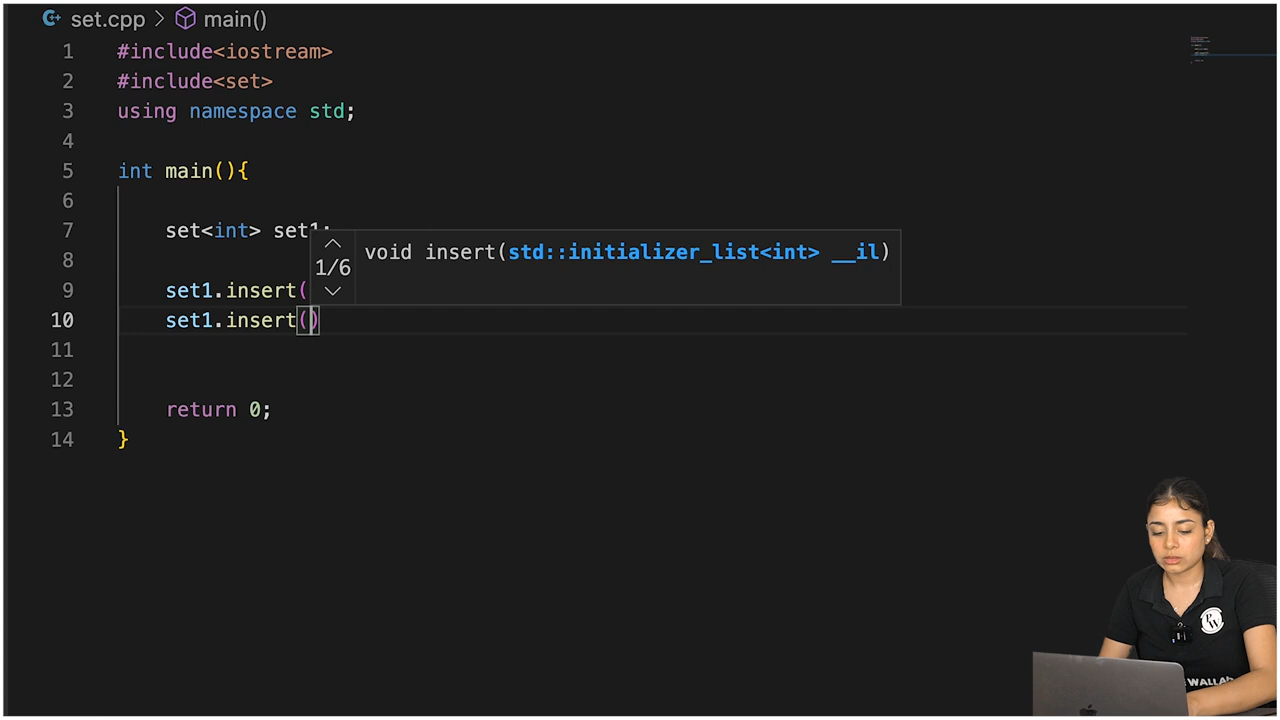 set.cpp > main()
1 #include<iostream>
2 #include<set>
3 using namespace std;
4
5 int main(){
6
7 set<int> set1;
8
1/6 void insert(std::initializer_list<int> __il)
9 set1.insert(
10 set1.insert()
11
12
13 return 0;
14 }
PW
WALLAH